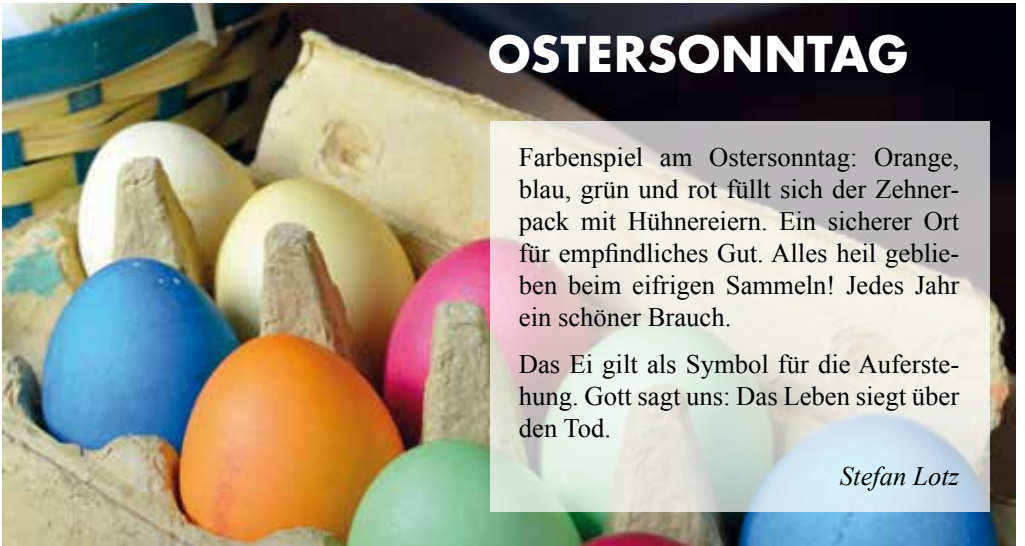 OSTERSONNTAG
Farbenspiel am Ostersonntag: Orange,
blau, grün und rot füllt sich der Zehner-
pack mit Hühnereiern. Ein sicherer Ort
für empfindliches Gut. Alles heil geblie-
ben beim eifrigen Sammeln! Jedes Jahr
ein schöner Brauch.
Das Ei gilt als Symbol für die Auferste-
hung. Gott sagt uns: Das Leben siegt über
den Tod.
Stefan Lotz